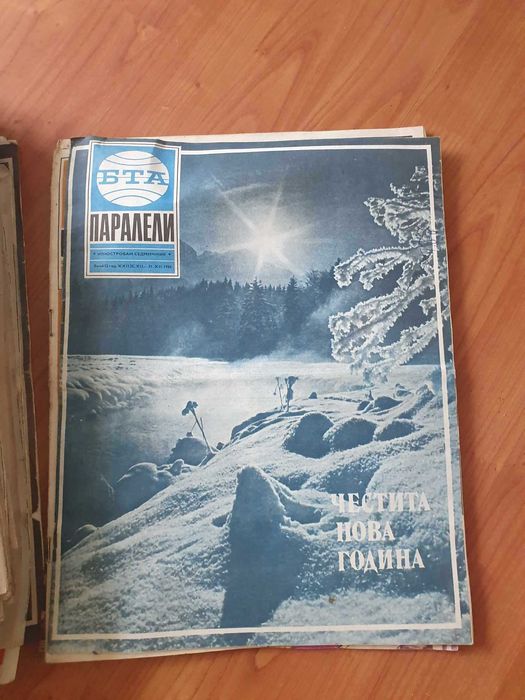 БТА
ПАРАЛЕЛИ
• ИЛЮСТРОВАН СЕДМИЧНИК •
ЧЕСТИТА
НОВА
ГОДИНА